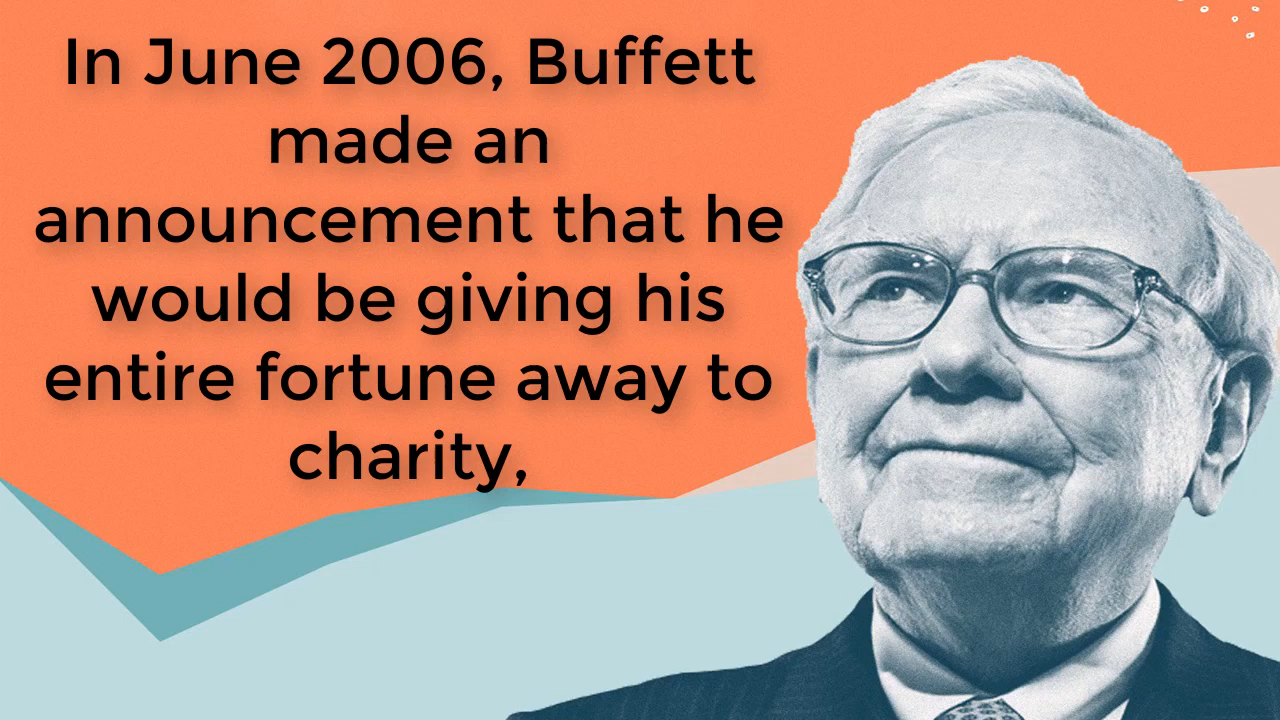 In June 2006, Buffett
made an
announcement that he
would be giving his
entire fortune away to
charity,